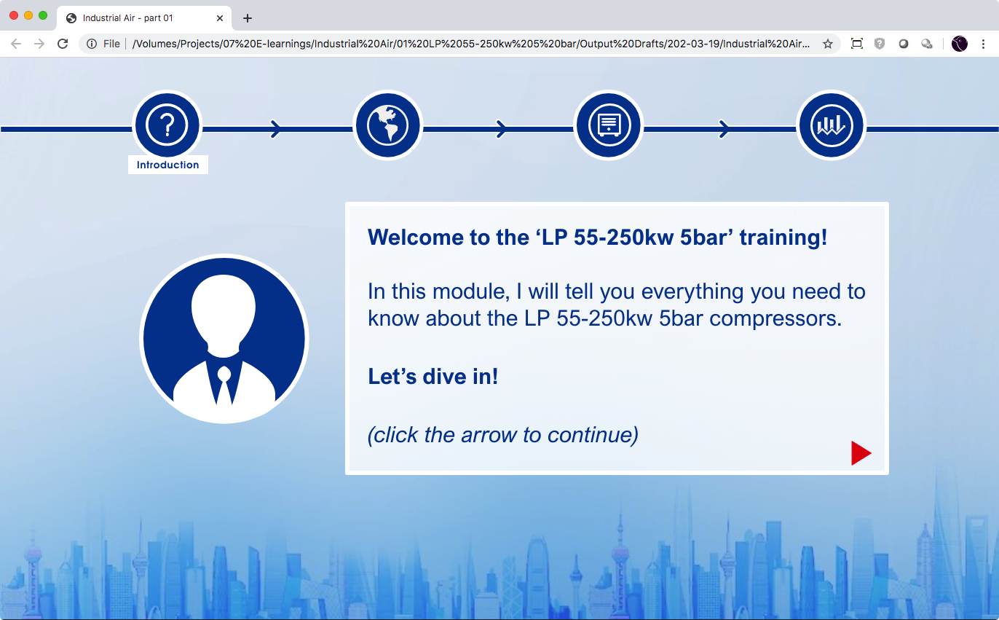 Industrial Air - part 01
File
/Volumes/Projects/07%20E-learnings/Industrial%20Air/01%20LP%2055-250kw%205%20bar/Output%20Drafts/202-03-19/Industrial%20Air...
Introduction
Welcome to the ‘LP 55-250kw 5bar’ training!
In this module, I will tell you everything you need to
know about the LP 55-250kw 5bar compressors.
Let’s dive in!
(click the arrow to continue)